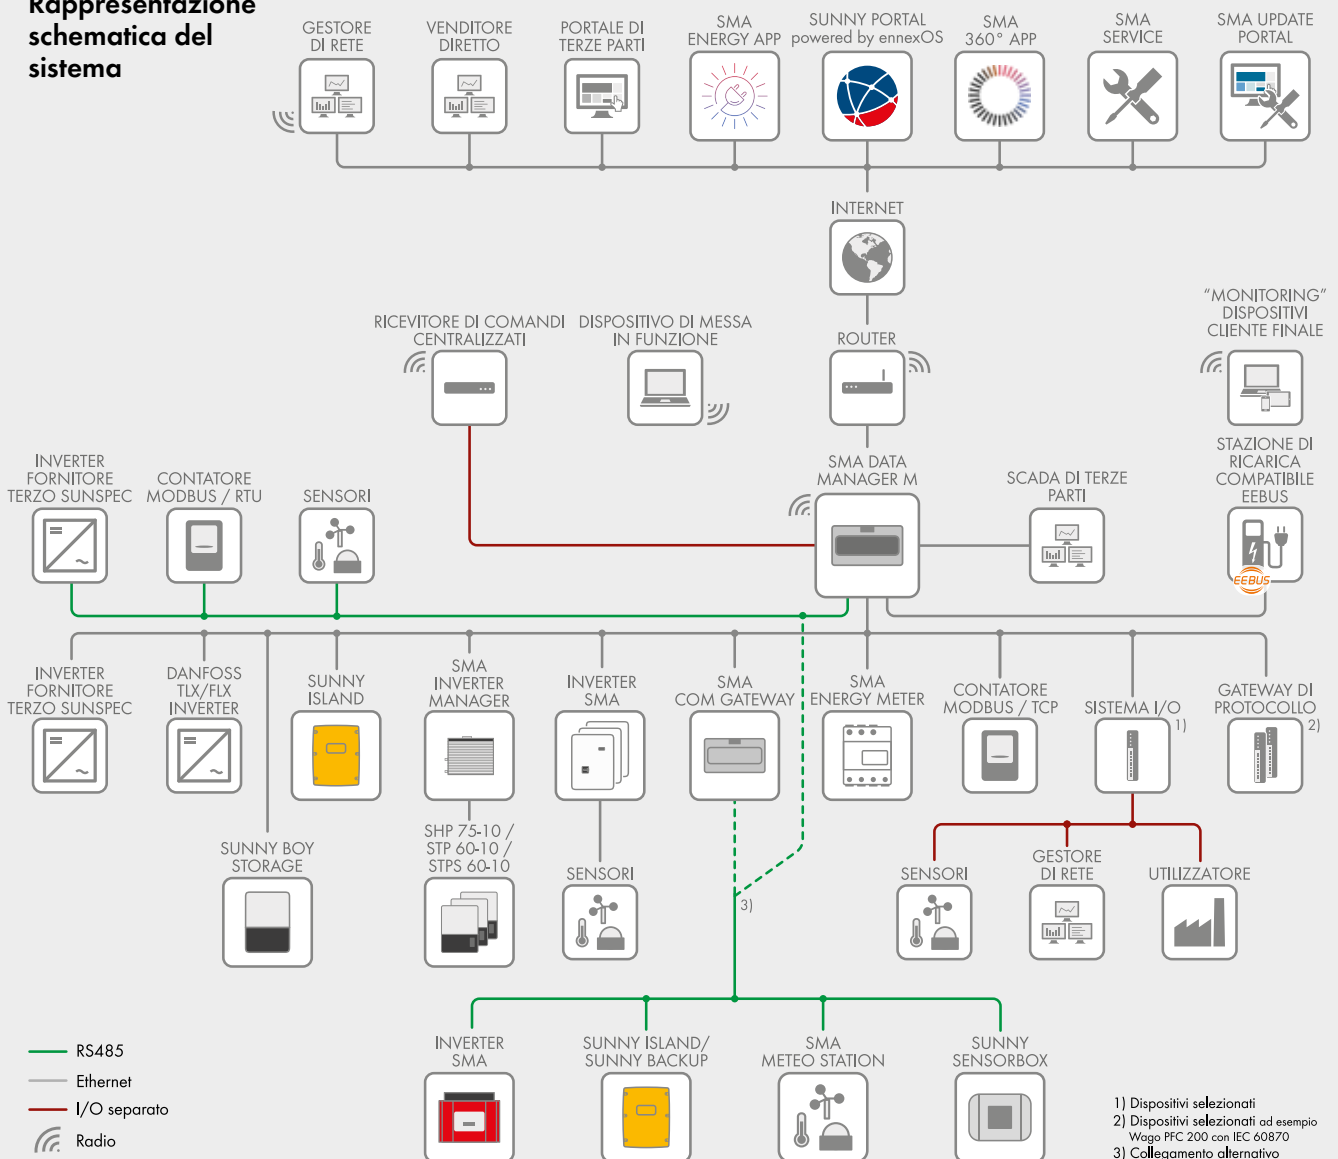 Rappresentazione
schematica del
sistema
GESTORE
DI RETE
VENDITORE
DIRETTO
PORTALE DI
TERZE PARTI
SMA
ENERGY APP
SUNNY PORTAL
powered by ennexOS
SMA
360° APP
SMA
SERVICE
SMA UPDATE
PORTAL
INTERNET
RICEVITORE DI COMANDI
CENTRALIZZATI
DISPOSITIVO DI MESSA
IN FUNZIONE
ROUTER
“MONITORING”
DISPOSITIVI
CLIENTE FINALE
INVERTER
FORNITORE
TERZO SUNSPEC
CONTATORE
MODBUS / RTU
SENSORI
SMA DATA
MANAGER M
SCADA DI TERZE
PARTI
STAZIONE DI
RICARICA
COMPATIBILE
EEBUS
EEBUS
INVERTER
FORNITORE
TERZO SUNSPEC
DANFOSS
TLX/FLX
INVERTER
SUNNY
ISLAND
SMA
INVERTER
MANAGER
INVERTER
SMA
SMA
COM GATEWAY
SMA
ENERGY METER
CONTATORE
MODBUS / TCP
SISTEMA I/O
1)
GATEWAY DI
PROTOCOLLO
2)
SUNNY BOY
STORAGE
SHP 75-10 /
STP 60-10 /
STPS 60-10
SENSORI
3)
SENSORI
GESTORE
DI RETE
UTILIZZATORE
INVERTER
SMA
SUNNY ISLAND/
SUNNY BACKUP
SMA
METEO STATION
SUNNY
SENSORBOX
RS485
Ethernet
I/O separato
Radio
1) Dispositivi selezionati
2) Dispositivi selezionati ad esempio
Wago PFC 200 con IEC 60870
3) Collegamento alternativo